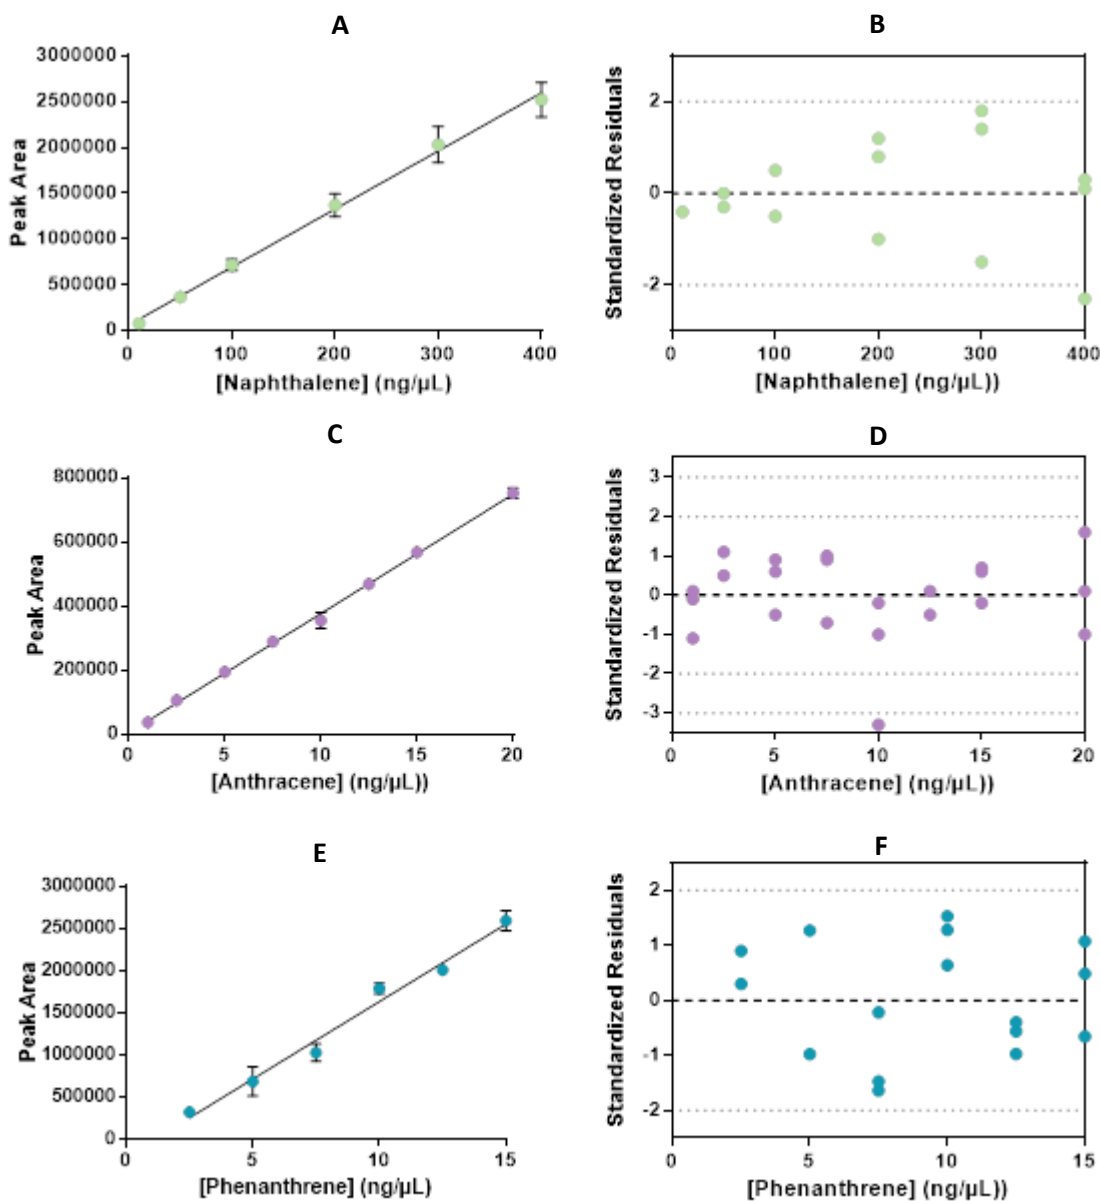 A
B
3000000
2500000
2000000
1500000
1000000
500000
0
Peak Area
0 100 200 300 400
[Naphthalene] (ng/µL)
2
0
-2
Standardized Residuals
0 100 200 300 400
[Naphthalene] (ng/µL))
C
D
800000
600000
400000
200000
0
Peak Area
0 5 10 15 20
[Anthracene] (ng/µL))
3
2
1
0
-1
-2
-3
Standardized Residuals
0 5 10 15 20
[Anthracene] (ng/µL))
E
F
3000000
2500000
2000000
1500000
1000000
500000
0
Peak Area
0 5 10 15
[Phenanthrene] (ng/µL
2
1
0
-1
-2
Standardized Residuals
0 5 10 15
[Phenanthrene] (ng/µL))